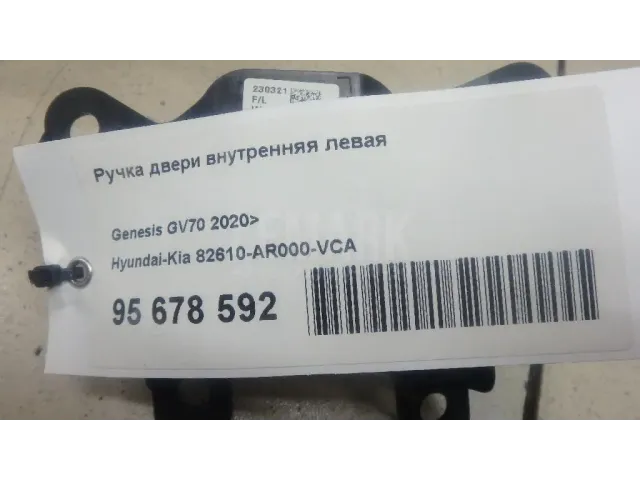 230321
F/L
Ручка двери внутренняя левая
Genesis GV70 2020>
Hyundai-Kia 82610-AR000-VCA
95 678 592